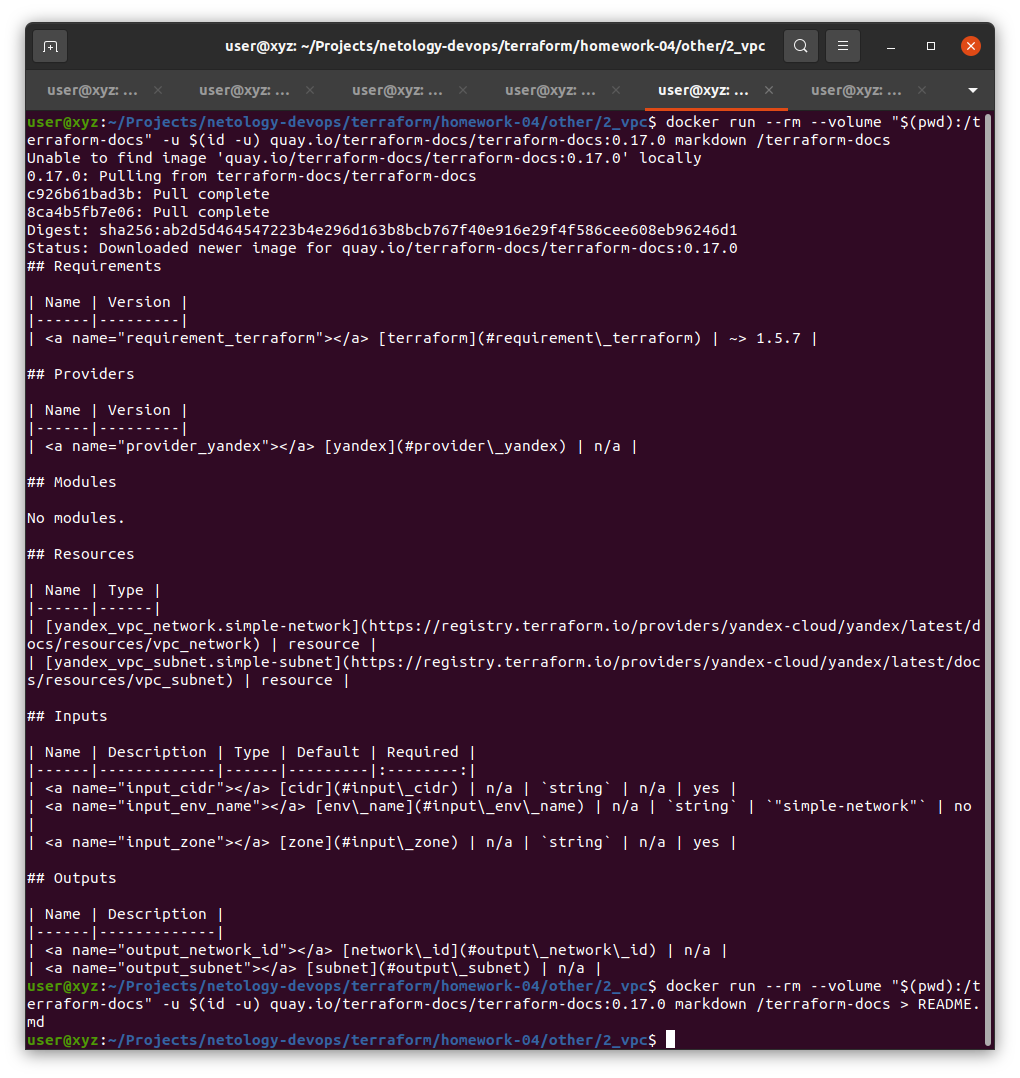 user@xyz: ~/Projects/netology-devops/terraform/homework-04/other/2_vpc
user@xyz: ... × user@xyz: ... × user@xyz: ... × user@xyz: ... × user@xyz: ... × user@xyz: ... ×
user@xyz:~/Projects/netology-devops/terraform/homework-04/other/2_vpc$ docker run --rm --volume "$(pwd):/t
erraform-docs" -u $(id -u) quay.io/terraform-docs/terraform-docs:0.17.0 markdown /terraform-docs
Unable to find image 'quay.io/terraform-docs/terraform-docs:0.17.0' locally
0.17.0: Pulling from terraform-docs/terraform-docs
c926b61bad3b: Pull complete
8ca4b5fb7e06: Pull complete
Digest: sha256:ab2d5d464547223b4e296d163b8bcb767f40e916e29f4f586cee608eb96246d1
Status: Downloaded newer image for quay.io/terraform-docs/terraform-docs:0.17.0
## Requirements
| Name | Version |
|------|---------|
| <a name="requirement_terraform"></a> [terraform](#requirement\_terraform) | ~> 1.5.7 |
## Providers
| Name | Version |
|------|---------|
| <a name="provider_yandex"></a> [yandex](#provider\_yandex) | n/a |
## Modules
No modules.
## Resources
| Name | Type |
|------|------|
| [yandex_vpc_network.simple-network](https://registry.terraform.io/providers/yandex-cloud/yandex/latest/d
ocs/resources/vpc_network) | resource |
| [yandex_vpc_subnet.simple-subnet](https://registry.terraform.io/providers/yandex-cloud/yandex/latest/doc
s/resources/vpc_subnet) | resource |
## Inputs
| Name | Description | Type | Default | Required |
|------|-------------|------|---------|:--------:|
| <a name="input_cidr"></a> [cidr](#input\_cidr) | n/a | `string` | n/a | yes |
| <a name="input_env_name"></a> [env\_name](#input\_env\_name) | n/a | `string` | `"simple-network"` | no
|
| <a name="input_zone"></a> [zone](#input\_zone) | n/a | `string` | n/a | yes |
## Outputs
| Name | Description |
|------|-------------|
| <a name="output_network_id"></a> [network\_id](#output\_network\_id) | n/a |
| <a name="output_subnet"></a> [subnet](#output\_subnet) | n/a |
user@xyz:~/Projects/netology-devops/terraform/homework-04/other/2_vpc$ docker run --rm --volume "$(pwd):/t
erraform-docs" -u $(id -u) quay.io/terraform-docs/terraform-docs:0.17.0 markdown /terraform-docs > README.
md
user@xyz:~/Projects/netology-devops/terraform/homework-04/other/2_vpc$